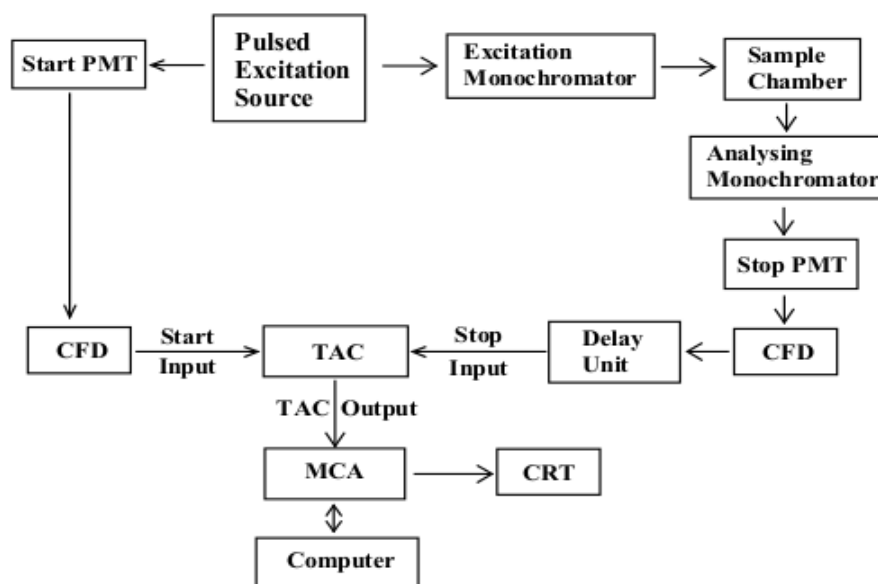 Start PMT
Pulsed
Excitation
Source
Excitation
Monochromator
Sample
Chamber
Analysing
Monochromator
Stop PMT
CFD
Start
Input
TAC
Stop
Input
Delay
Unit
CFD
TAC Output
MCA
CRT
Computer